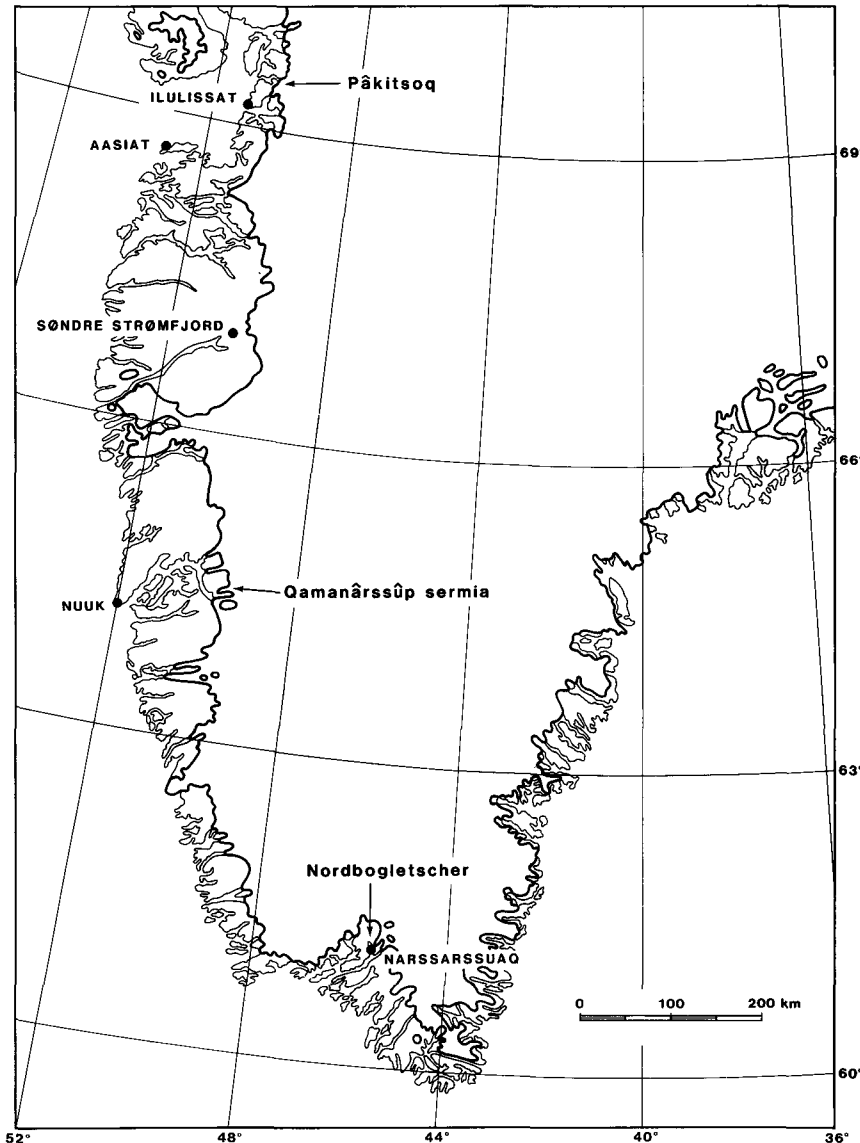 Pâkitsoq
ILULISSAT
AASIAT
69°
SØNDRE STRØMFJORD
66°
Qamanârssûp sermia
NUUK
63°
Nordbogletscher
NARSSARSSUAQ
0 100 200 km
60°
52° 48° 44° 40° 36°